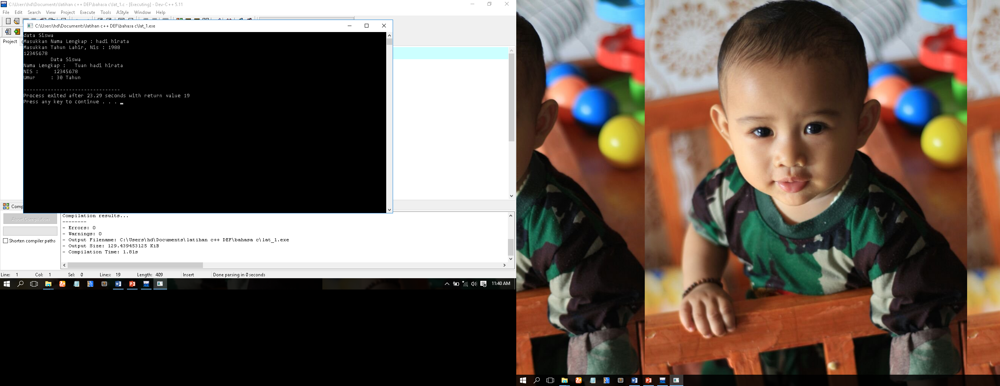 C:\Users\hd\Documents\latihan c++ DEF\bahasa c\lat_1.c - [Executing] - Dev-C++ 5.11
File Edit Search View Project Execute Tools AStyle Window Help
C:\Users\hd\Documents\latihan c++ DEF\bahasa c\lat_1.exe
Project
data Siswa
Masukkan Nama Lengkap : hadi hirata
Masukkan Tahun Lahir, Nis : 1988
12345678
Data Siswa
Nama Lengkap :   Tuan hadi hirata
NIS :     12345678
Umur     : 30 Tahun
--------------------------------
Process exited after 23.29 seconds with return value 19
Press any key to continue . . .
Comp
Abort Compilation
Shorten compiler paths
Compilation results...
--------
- Errors: 0
- Warnings: 0
- Output Filename: C:\Users\hd\Documents\latihan c++ DEF\bahasa c\lat_1.exe
- Output Size: 129.439453125 KiB
- Compilation Time: 1.81s
Line: 1 Col: 1 Sel: 0 Lines: 19 Length: 409 Insert Done parsing in 0 seconds
11:40 AM